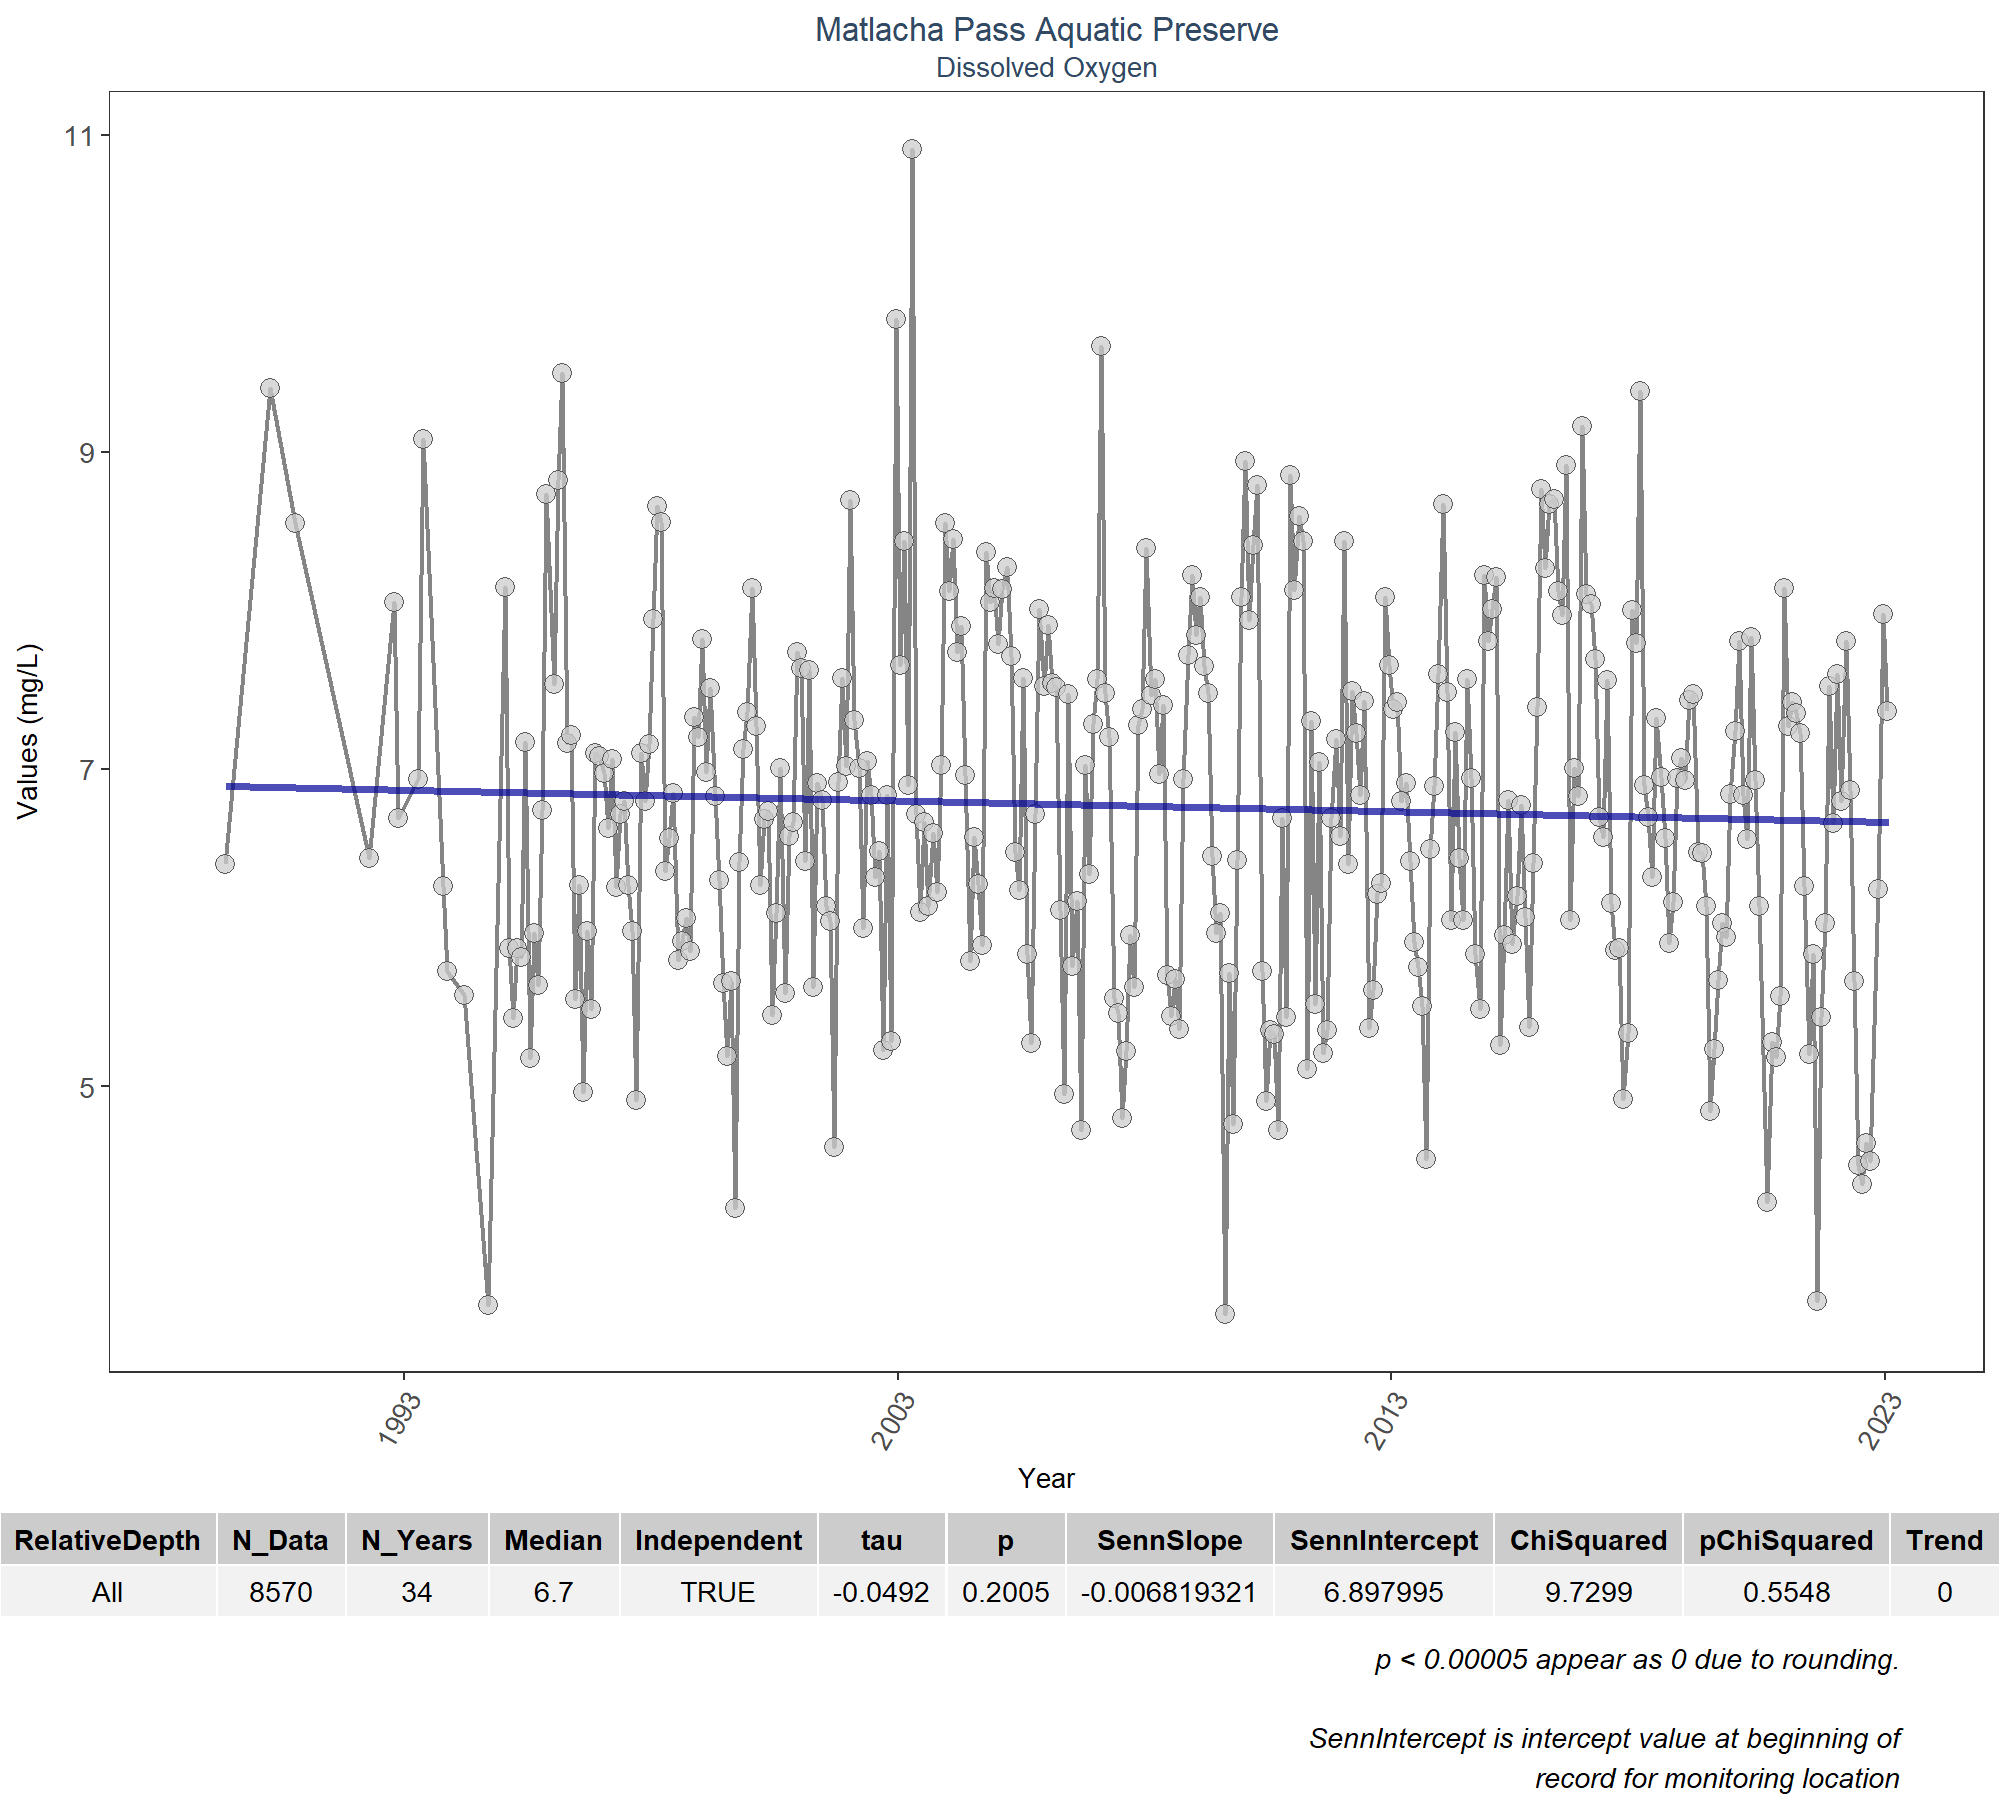 Matlacha Pass Aquatic Preserve
Dissolved Oxygen
11
9
7
5
Values (mg/L)
1993 2003 2013 2023
Year
RelativeDepth N_Data N_Years Median Independent tau p SennSlope SennIntercept ChiSquared pChiSquared Trend
All 8570 34 6.7 TRUE -0.0492 0.2005 -0.006819321 6.897995 9.7299 0.5548 0
p < 0.00005 appear as 0 due to rounding.
SennIntercept is intercept value at beginning of
record for monitoring location